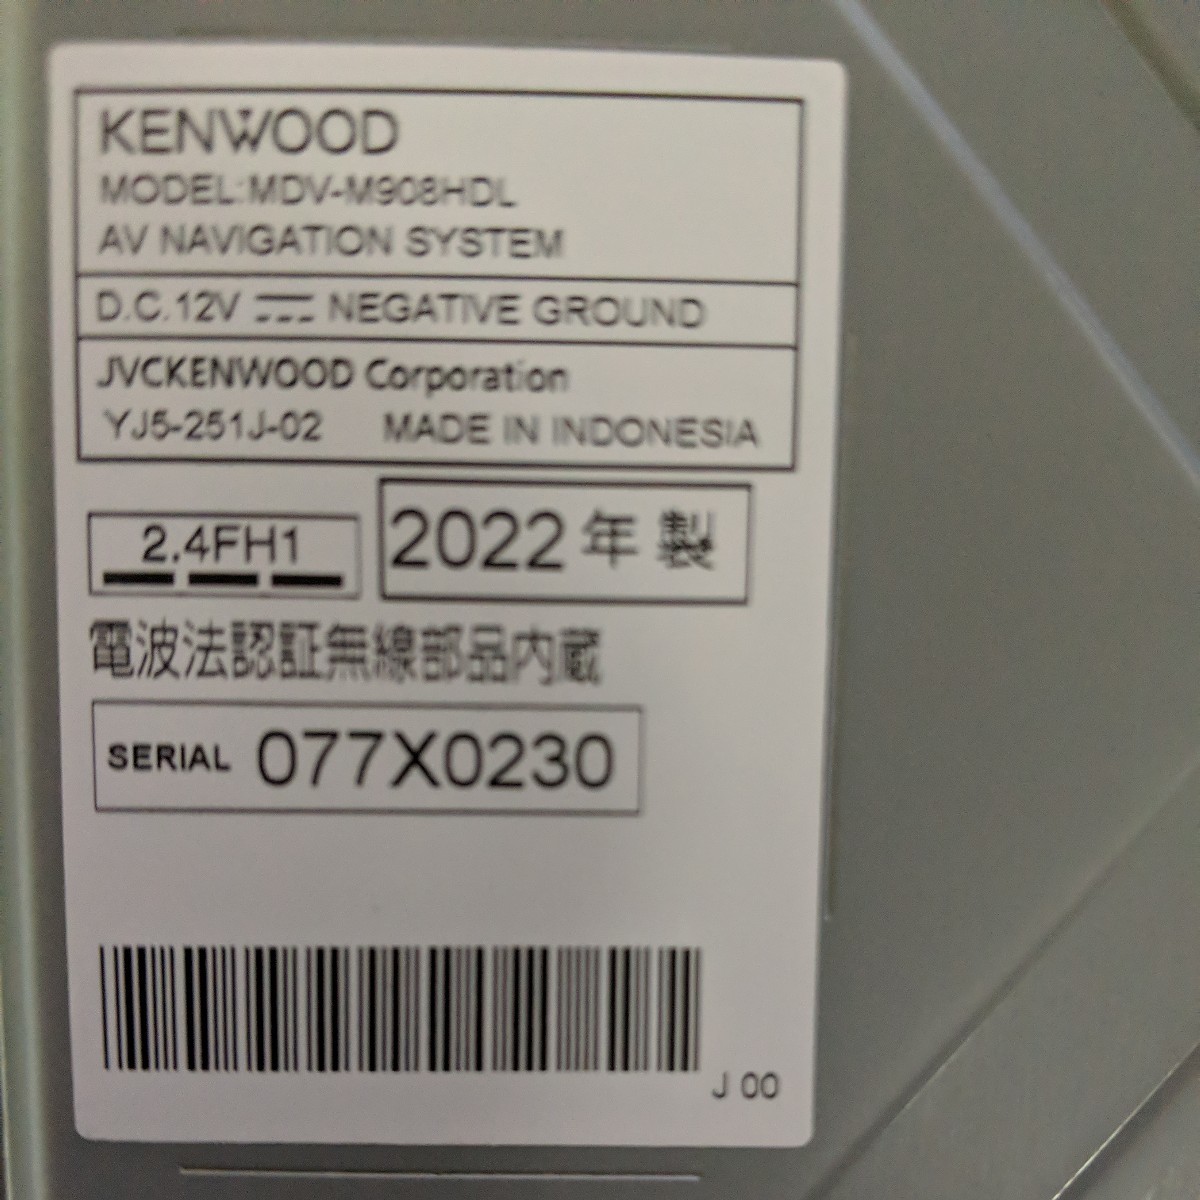 KENWOOD
MODEL:MDV-M908HDL
AV NAVIGATION SYSTEM
D.C.12V ⎓ NEGATIVE GROUND
JVCKENWOOD Corporation
YJ5-251J-02 MADE IN INDONESIA
2.4FH1
2022年製
電波法認証無線部品内蔵
SERIAL 077X0230
J 00